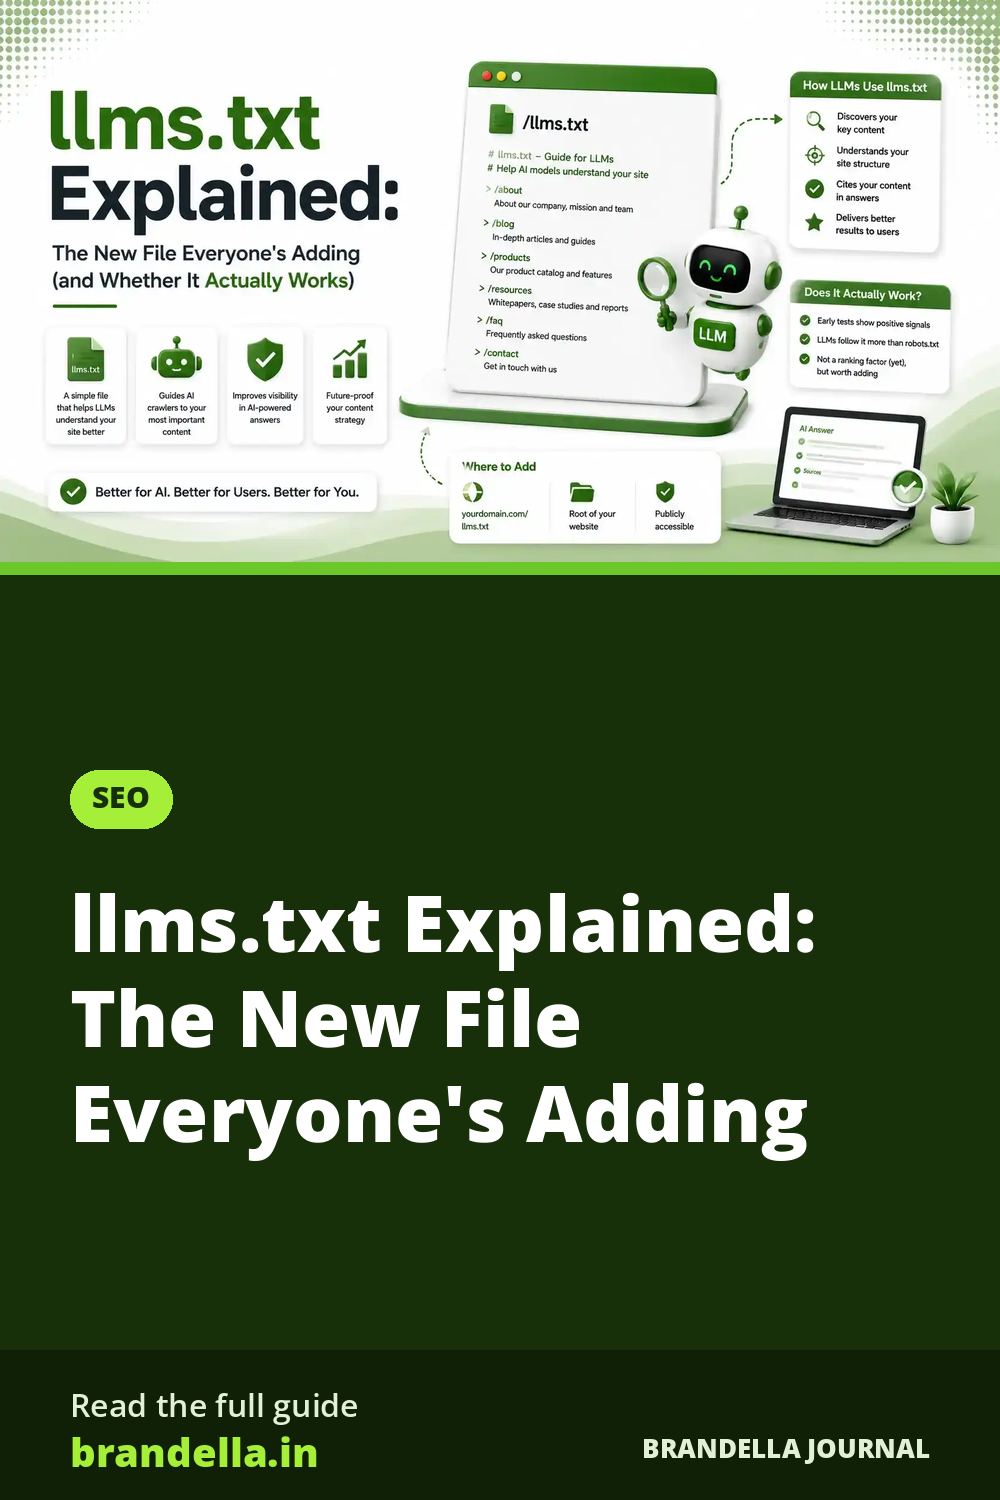 llms.txt
Explained:
The New File Everyone's Adding
(and Whether It Actually Works)
llms.txt
A simple file
that helps LLMs
understand your
site better
Guides AI
crawlers to your
most important
content
Improves visibility
in AI-powered
answers
Future-proof
your content
strategy
Better for AI. Better for Users. Better for You.
/llms.txt
# llms.txt – Guide for LLMs
# Help AI models understand your site
> /about
About our company, mission and team
> /blog
In-depth articles and guides
> /products
Our product catalog and features
> /resources
Whitepapers, case studies and reports
> /faq
Frequently asked questions
> /contact
Get in touch with us
LLM
Where to Add
yourdomain.com/
llms.txt
Root of your
website
Publicly
accessible
How LLMs Use llms.txt
Discovers your
key content
Understands your
site structure
Cites your content
in answers
Delivers better
results to users
Does It Actually Work?
Early tests show positive signals
LLMs follow it more than robots.txt
Not a ranking factor (yet),
but worth adding
AI Answer
Sources
SEO
llms.txt Explained:
The New File
Everyone's Adding
Read the full guide
brandella.in
BRANDELLA JOURNAL